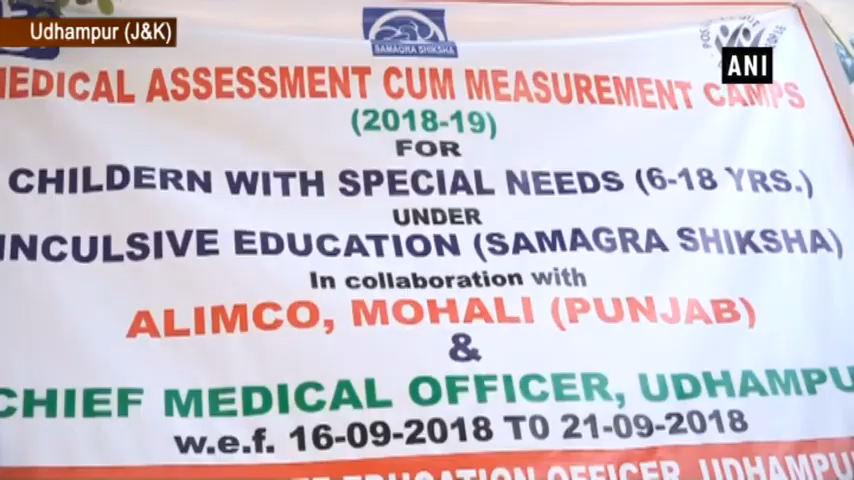 Udhampur (J&K)
SAMAGRA SHIKSHA
ANI
MEDICAL ASSESSMENT CUM MEASUREMENT CAMPS
(2018-19)
FOR
CHILDERN WITH SPECIAL NEEDS (6-18 YRS.)
UNDER
INCULSIVE EDUCATION (SAMAGRA SHIKSHA)
In collaboration with
ALIMCO, MOHALI (PUNJAB)
&
CHIEF MEDICAL OFFICER, UDHAMPU
w.e.f. 16-09-2018 TO 21-09-2018
EDUCATION OFFICER, UDHAMPUR